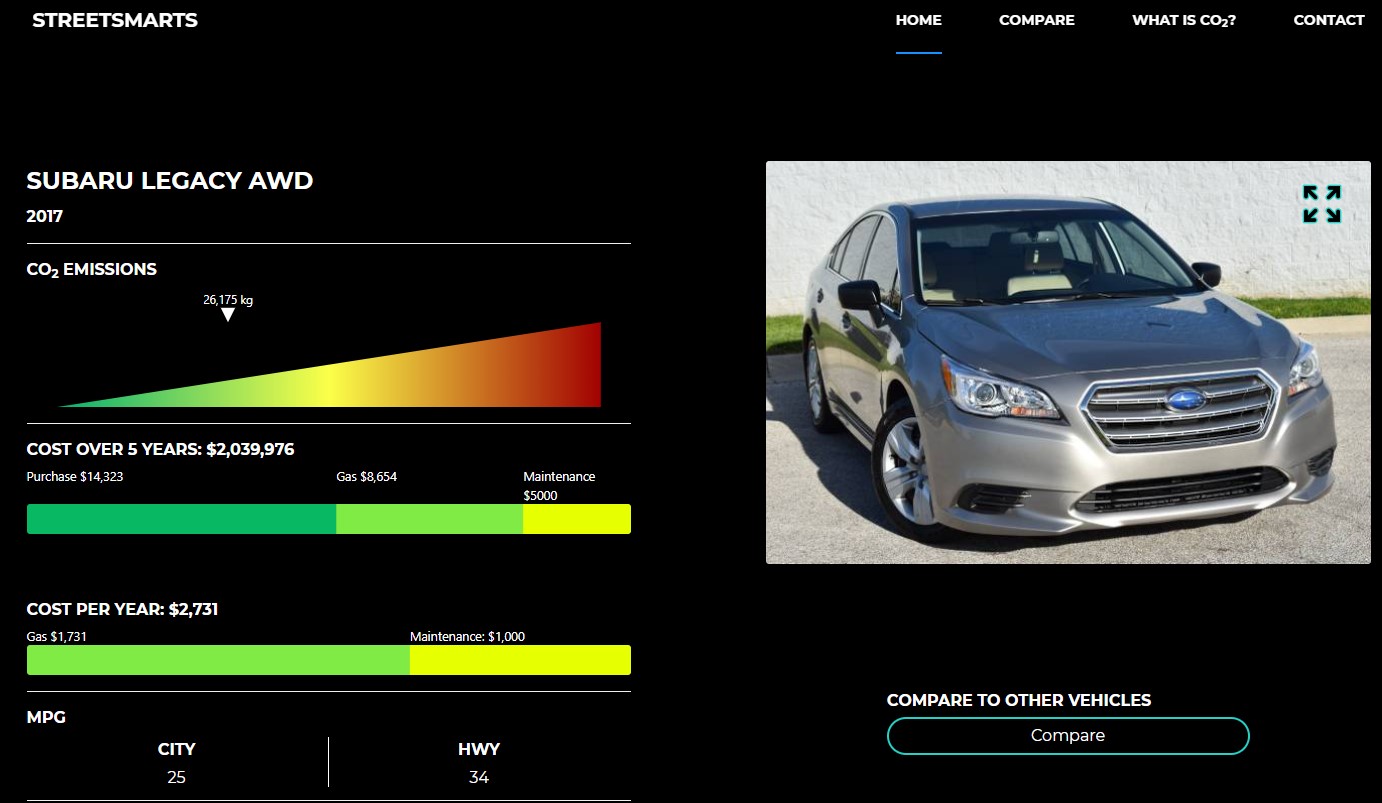 STREETSMARTS
HOME
COMPARE
WHAT IS CO₂?
CONTACT
SUBARU LEGACY AWD
2017
CO₂ EMISSIONS
26,175 kg
COST OVER 5 YEARS: $2,039,976
Purchase $14,323
Gas $8,654
Maintenance
$5000
COST PER YEAR: $2,731
Gas $1,731
Maintenance: $1,000
MPG
CITY
25
HWY
34
COMPARE TO OTHER VEHICLES
Compare